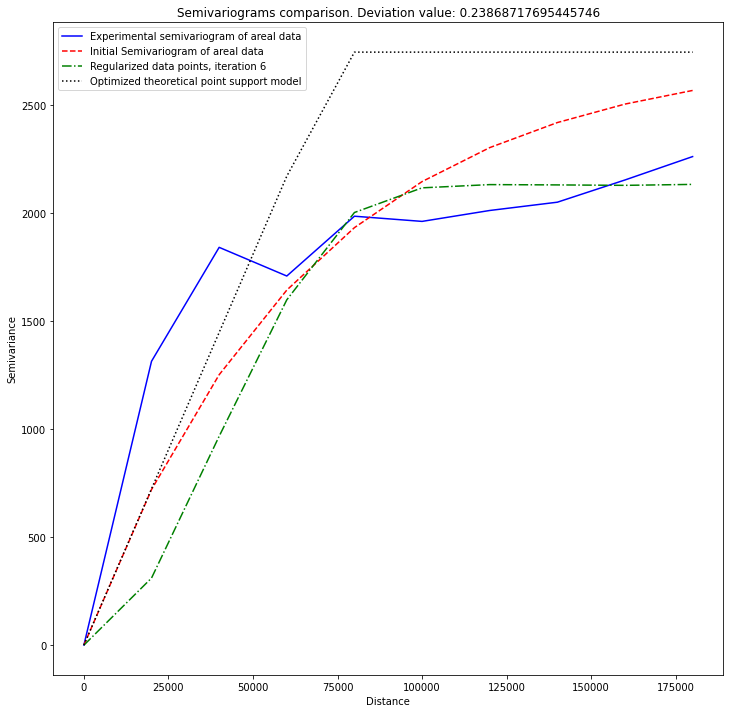 Semivariograms comparison. Deviation value: 0.23868717695445746
Experimental semivariogram of areal data
Initial Semivariogram of areal data
Regularized data points, iteration 6
Optimized theoretical point support model
Semivariance
2500
2000
1500
1000
500
0
0 25000 50000 75000 100000 125000 150000 175000
Distance